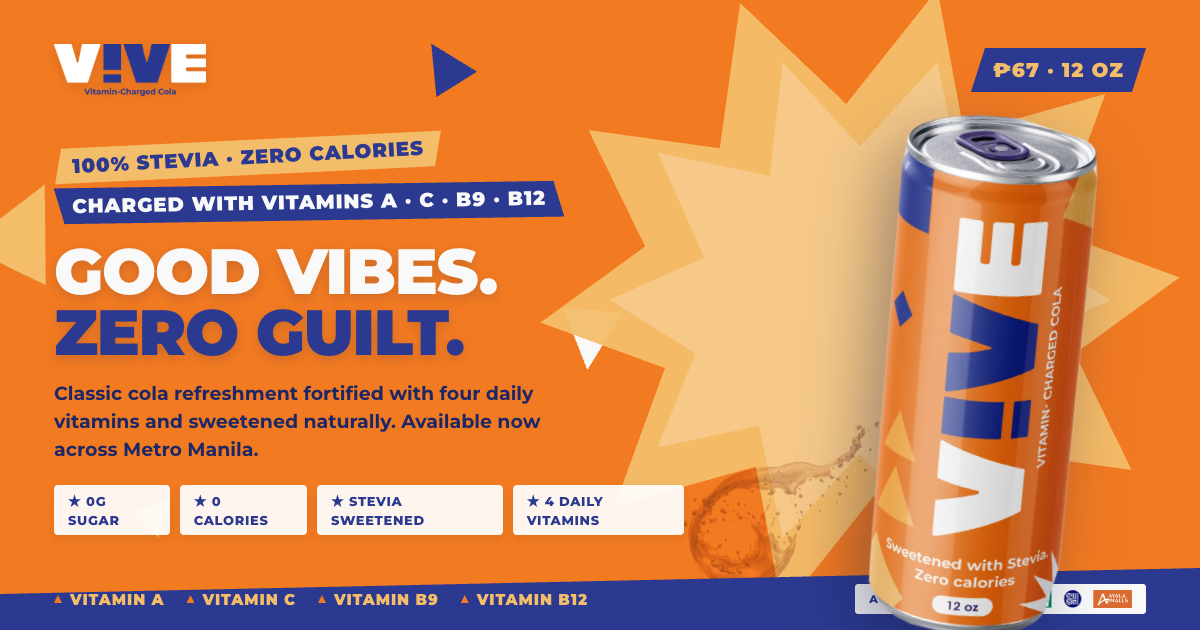 V!VE
Vitamin-Charged Cola
₱67 · 12 OZ
100% STEVIA · ZERO CALORIES
CHARGED WITH VITAMINS A · C · B9 · B12
GOOD VIBES.
ZERO GUILT.
Classic cola refreshment fortified with four daily
vitamins and sweetened naturally. Available now
across Metro Manila.
★ 0G
SUGAR
★ 0
CALORIES
★ STEVIA
SWEETENED
★ 4 DAILY
VITAMINS
V!VE
VITAMIN- CHARGED COLA
Sweetened with Stevia.
Zero calories
12 oz
▲ VITAMIN A ▲ VITAMIN C ▲ VITAMIN B9 ▲ VITAMIN B12
AYALA
MALLS